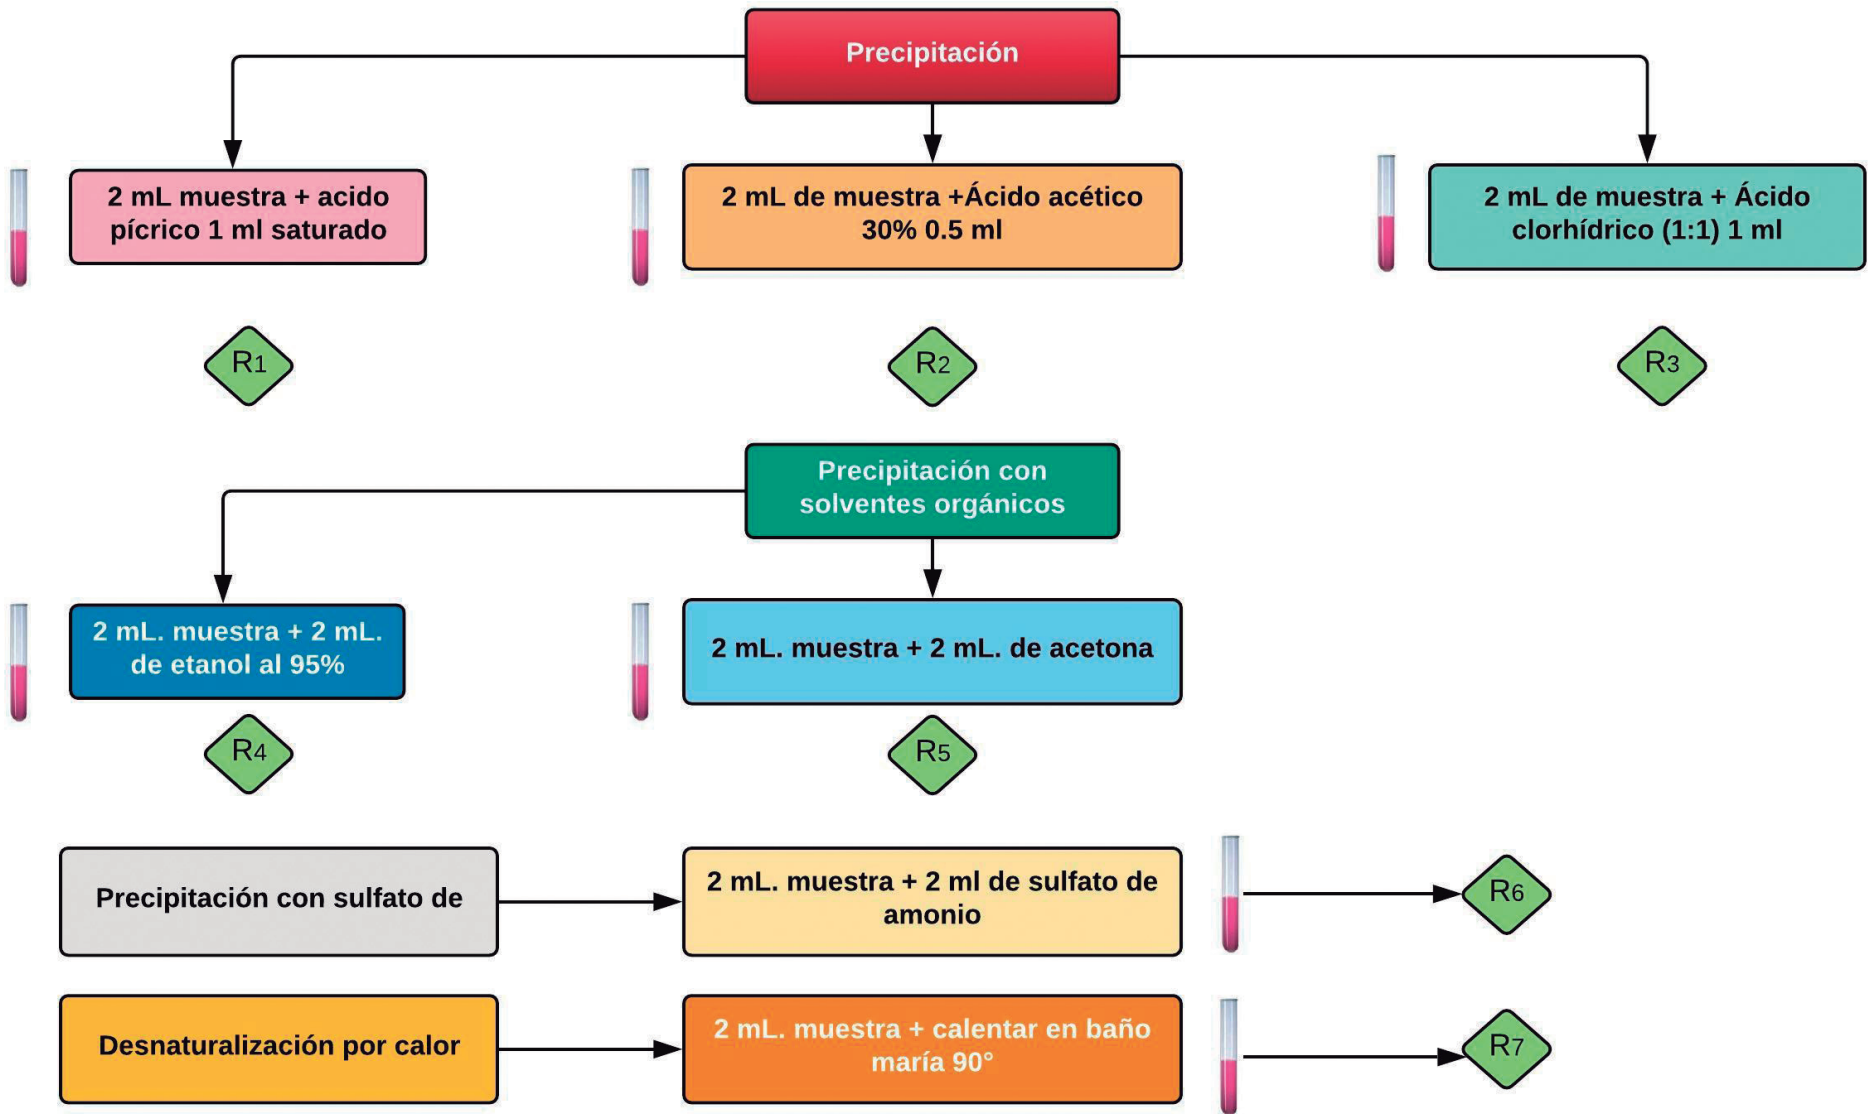 Precipitación
2 mL muestra + acido
pícrico 1 ml saturado
2 mL de muestra +Ácido acético
30% 0.5 ml
2 mL de muestra + Ácido
clorhídrico (1:1) 1 ml
R1
R2
R3
Precipitación con
solventes orgánicos
2 mL. muestra + 2 mL.
de etanol al 95%
2 mL. muestra + 2 mL. de acetona
R4
R5
Precipitación con sulfato de
2 mL. muestra + 2 ml de sulfato de
amonio
R6
Desnaturalización por calor
2 mL. muestra + calentar en baño
maría 90°
R7